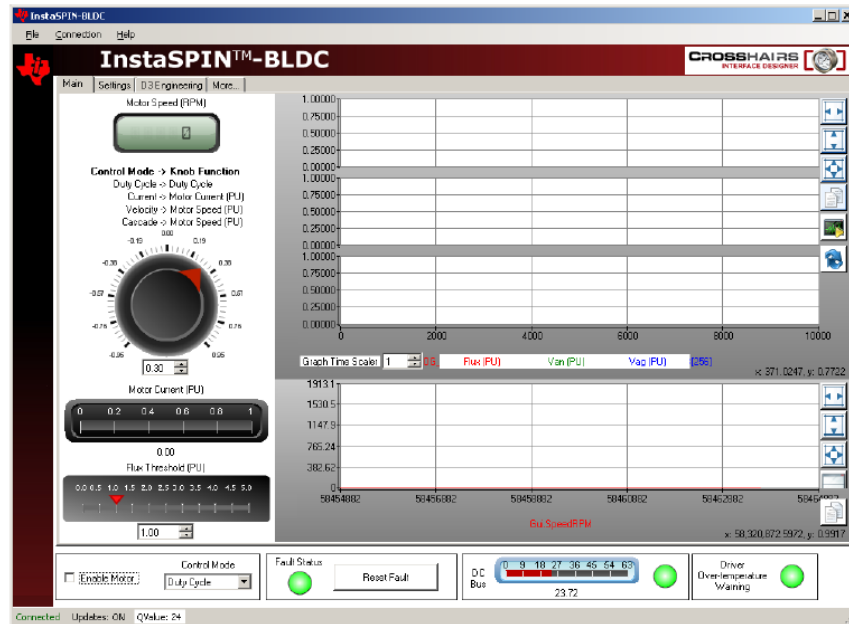 InstaSPIN-BLDC
File Connection Help
InstaSPIN™-BLDC
CROSSHAIRS
INTERFACE DESIGNER
Main Settings D3 Engineering More...
Motor Speed (RPM)
0
Control Mode -> Knob Function
Duty Cycle -> Duty Cycle
Current -> Motor Current (PU)
Velocity -> Motor Speed (PU)
Cascade -> Motor Speed (PU)
0.00
-0.19 0.19
-0.38 0.38
-0.57 0.57
-0.76 0.76
-0.95 0.95
0.30
Motor Current (PU)
0 0.2 0.4 0.6 0.8 1
0.00
Flux Threshold (PU)
0.0 0.5 1.0 1.5 2.0 2.5 3.0 3.5 4.0 4.5 5.0
1.00
1.00000
0.75000
0.50000
0.25000
0.00000
1.00000
0.75000
0.50000
0.25000
0.00000
1.00000
0.75000
0.50000
0.25000
0.00000
0 2000 4000 6000 8000 10000
Graph Time Scaler 1 Flux (PU) Van (PU) Vag (PU) [256]
x: 371.0247, y: 0.7722
1913.1
1530.5
1147.9
765.24
382.62
0
58454882 58456882 58458882 58460882 58462882
Gui.SpeedRPM
x: 58,320,872.5972, y: 0.9917
Enable Motor
Control Mode
Duty Cycle
Fault Status
Reset Fault
DC
Bus
0 9 18 27 36 45 54 63
23.72
Driver
Over-temperature
Warning
Connected Updates: ON QValue: 24